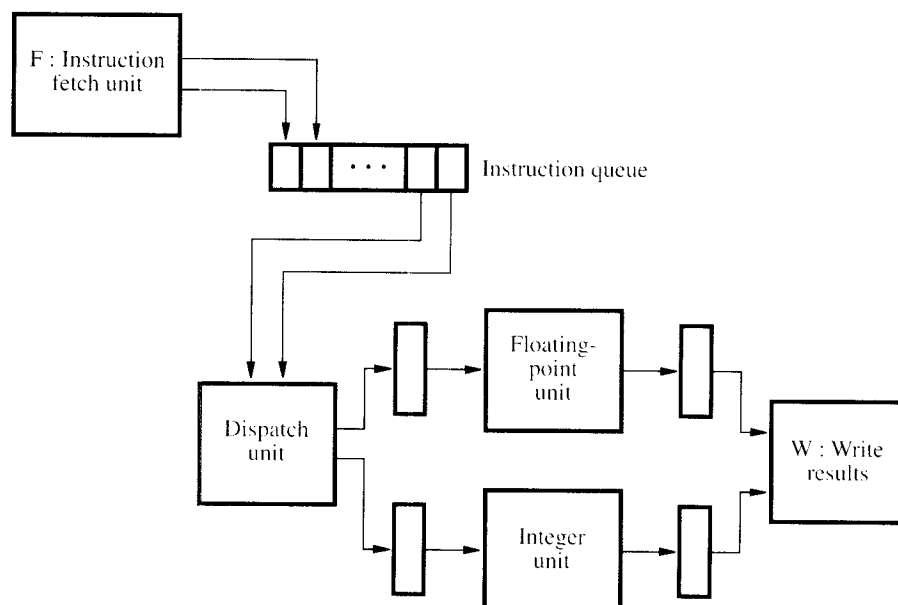 F : Instruction
fetch unit
. . .
Instruction queue
Floating-
point
unit
Dispatch
unit
W : Write
results
Integer
unit